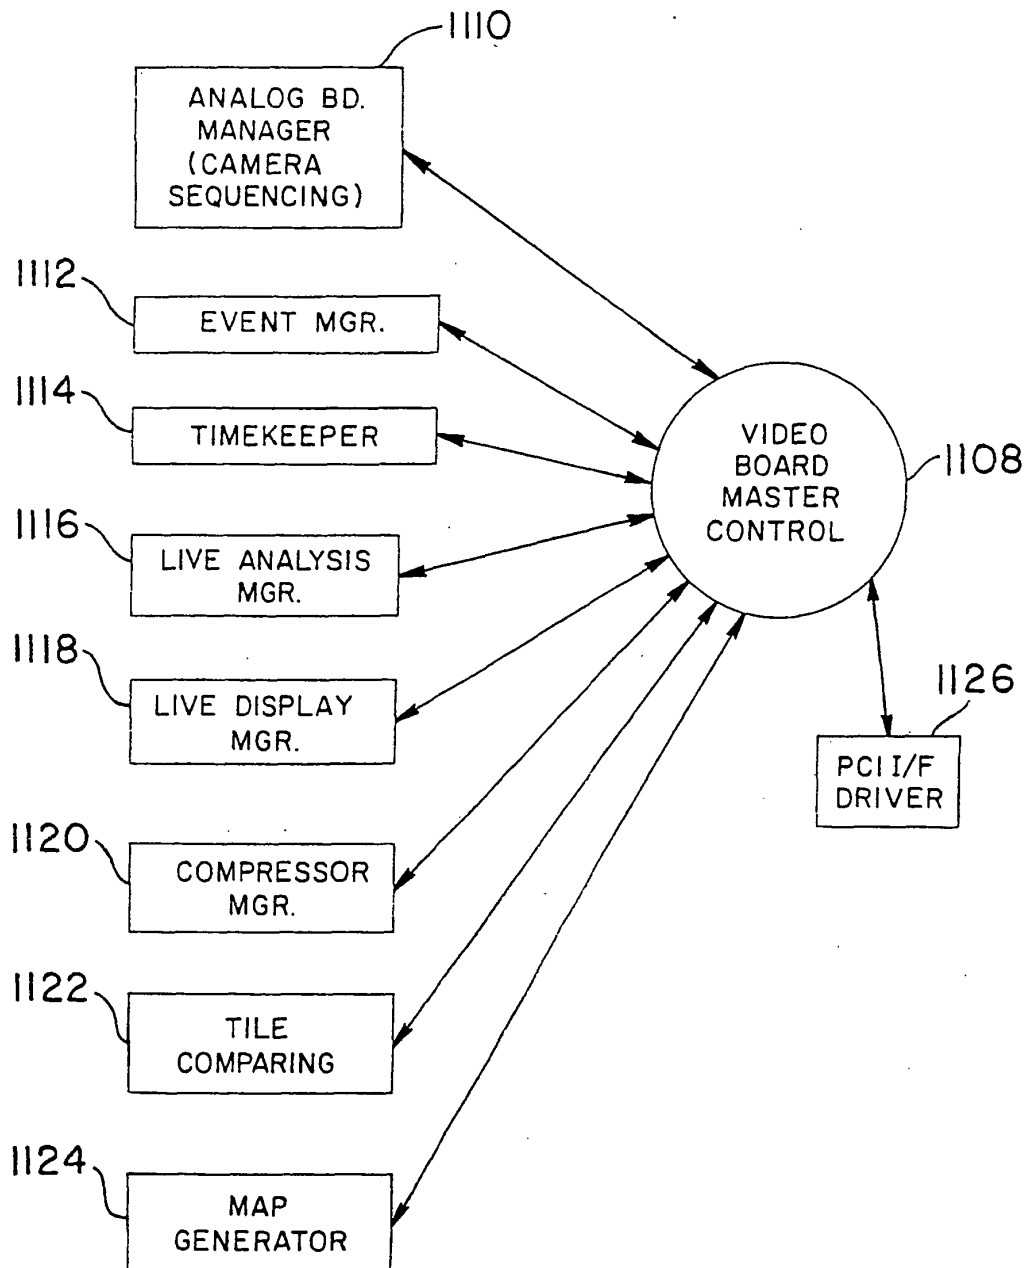 1110
ANALOG BD.
MANAGER
(CAMERA
SEQUENCING)
1112
EVENT MGR.
1114
TIMEKEEPER
VIDEO
BOARD
MASTER
CONTROL
1108
1116
LIVE ANALYSIS
MGR.
1118
LIVE DISPLAY
MGR.
1126
PCI I/F
DRIVER
1120
COMPRESSOR
MGR.
1122
TILE
COMPARING
1124
MAP
GENERATOR